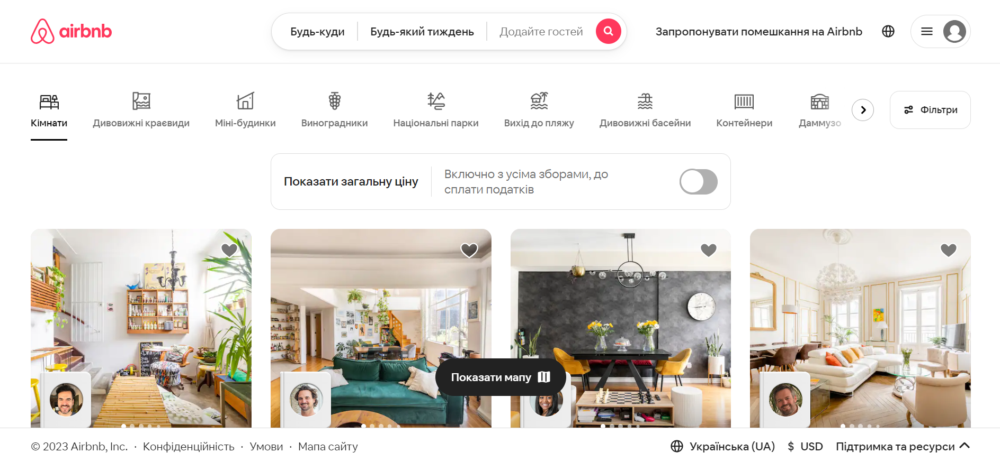 airbnb
Будь-куди
Будь-який тиждень
Додайте гостей
Запропонувати помешкання на Airbnb
Кімнати
Дивовижні краєвиди
Міні-будинки
Виноградники
Національні парки
Вихід до пляжу
Дивовижні басейни
Контейнери
Даммузо
Фільтри
Показати загальну ціну
Включно з усіма зборами, до
сплати податків
Показати мапу
© 2023 Airbnb, Inc. · Конфіденційність · Умови · Мапа сайту
Українська (UA) $ USD Підтримка та ресурси